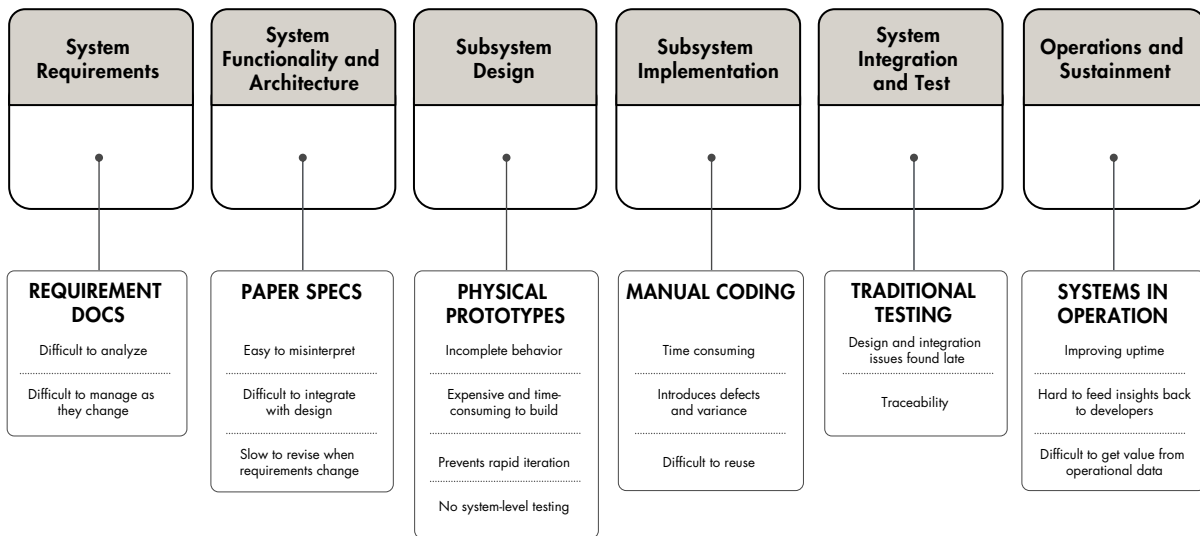 System
Requirements
System
Functionality and
Architecture
Subsystem
Design
Subsystem
Implementation
System
Integration
and Test
Operations and
Sustainment
REQUIREMENT
DOCS
Difficult to analyze
Difficult to manage as
they change
PAPER SPECS
Easy to misinterpret
Difficult to integrate
with design
Slow to revise when
requirements change
PHYSICAL
PROTOTYPES
Incomplete behavior
Expensive and time-
consuming to build
Prevents rapid iteration
No system-level testing
MANUAL CODING
Time consuming
Introduces defects
and variance
Difficult to reuse
TRADITIONAL
TESTING
Design and integration
issues found late
Traceability
SYSTEMS IN
OPERATION
Improving uptime
Hard to feed insights back
to developers
Difficult to get value from
operational data